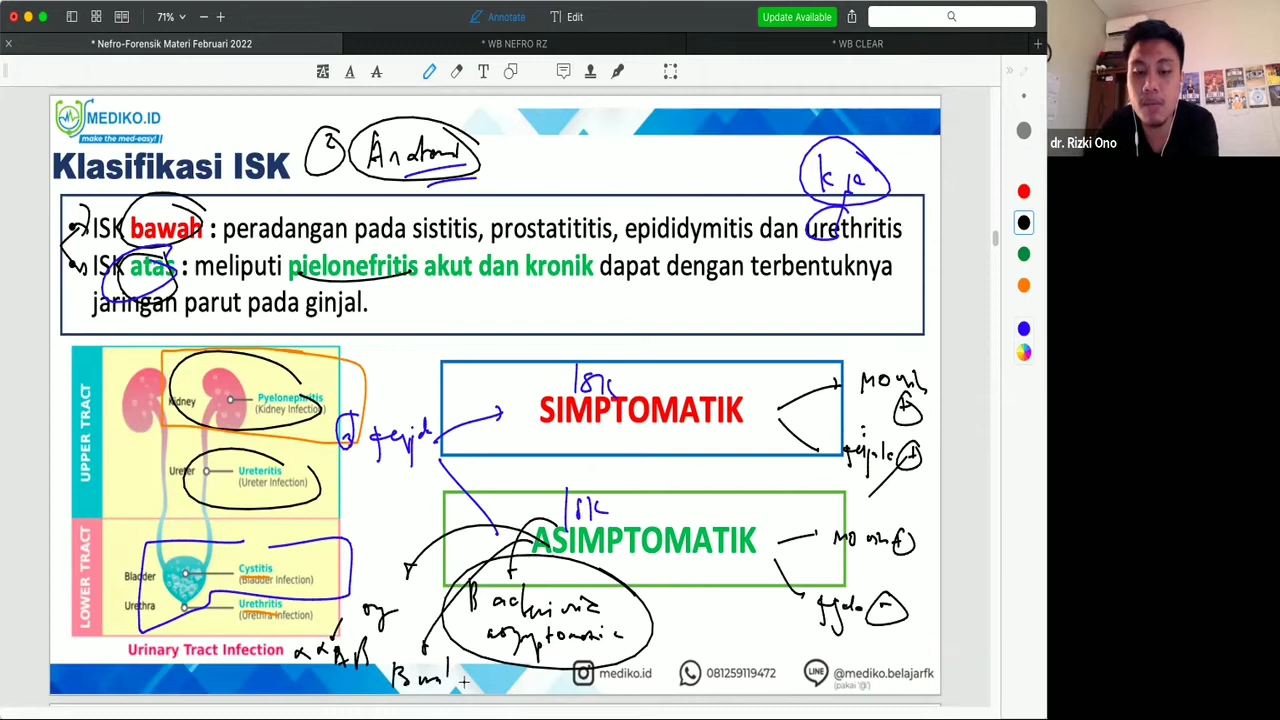 71%
Annotate
Edit
Update Available
* Nefro-Forensik Materi Februari 2022
* WB NEFRO RZ
* WB CLEAR
dr. Rizki Ono
MEDIKO.ID
make the med-easy!
Klasifikasi ISK
2 Anatomi
• ISK bawah : peradangan pada sistitis, prostatititis, epididymitis dan urethritis
• ISK atas : meliputi pielonefritis akut dan kronik dapat dengan terbentuknya
jaringan parut pada ginjal.
UPPER TRACT
Kidney
Pyelonephritis
(Kidney Infection)
Ureter
Ureteritis
(Ureter Infection)
LOWER TRACT
Bladder
Cystitis
(Bladder Infection)
Urethra
Urethritis
(Urethra Infection)
Urinary Tract Infection
ISK
SIMPTOMATIK
ISK
ASIMPTOMATIK
mediko.id
081259119472
LINE
@mediko.belajarfk
(pakai '@')